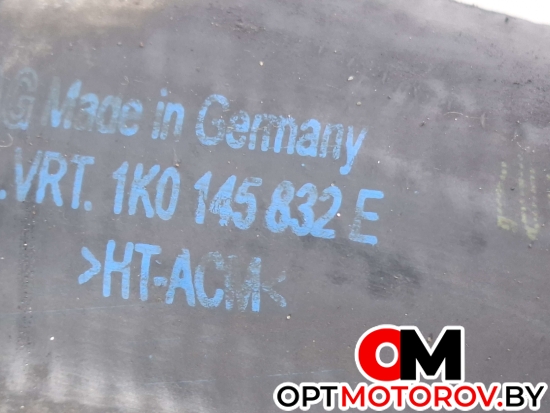 G Made in Germany
.VRT. 1K0 145 832 E
>HT-ACM<
OM
OPTMOTOROV.BY